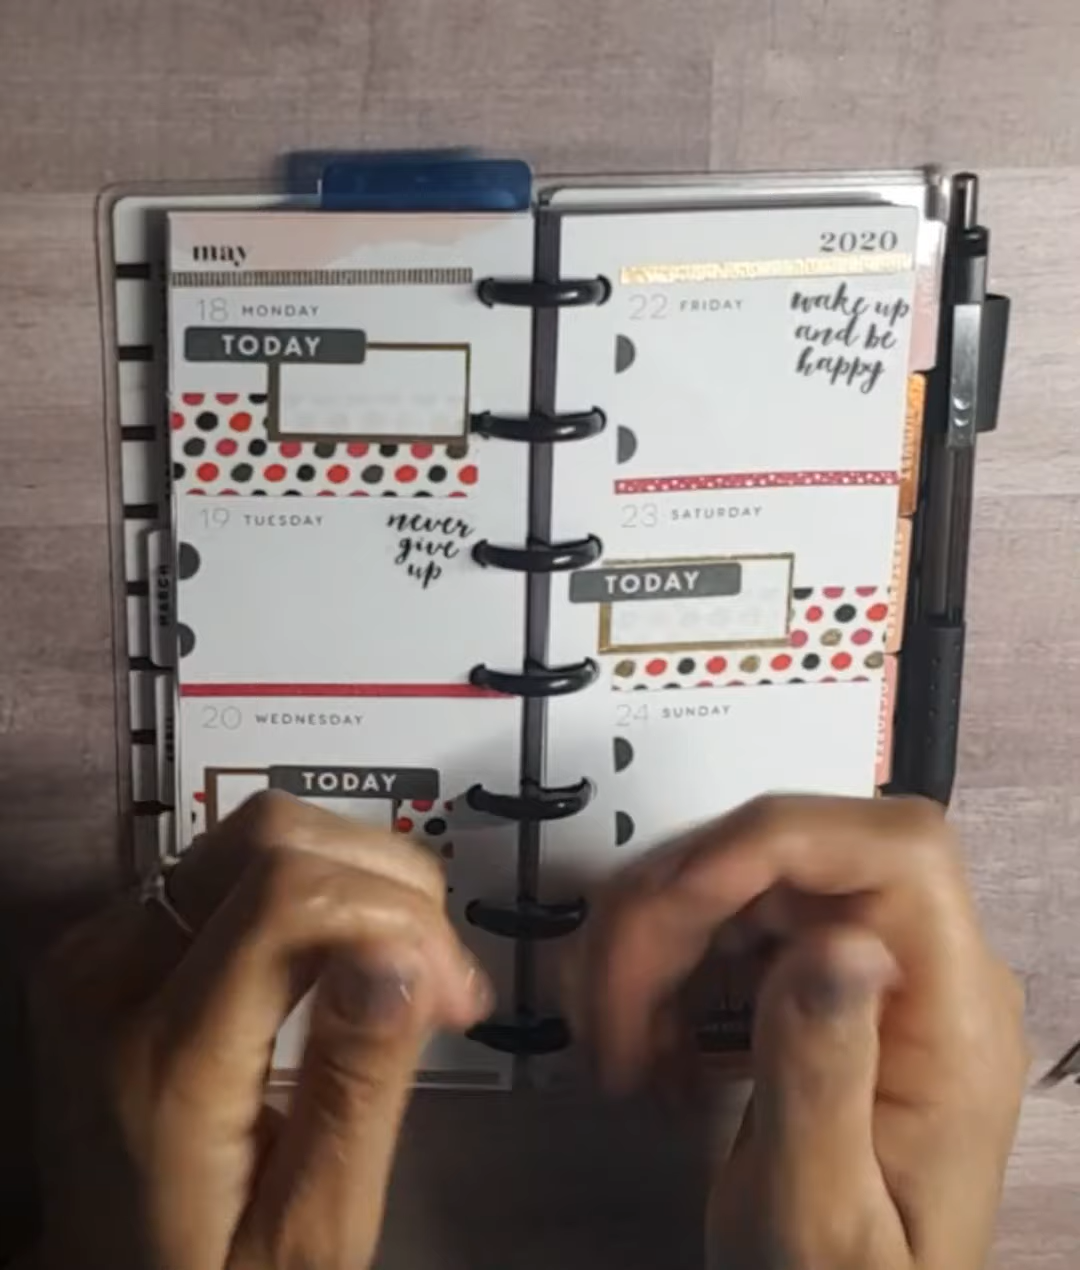 may
18 MONDAY
TODAY
19 TUESDAY
never
give
up
20 WEDNESDAY
TODAY
2020
22 FRIDAY
wake up
and be
happy
23 SATURDAY
TODAY
24 SUNDAY
MARCH